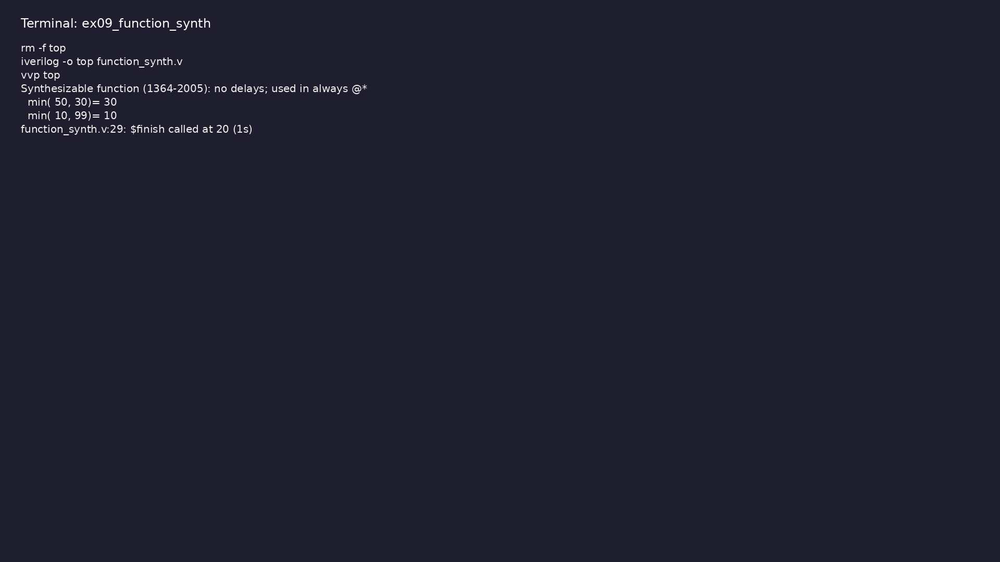 Terminal: ex09_function_synth
rm -f top
iverilog -o top function_synth.v
vvp top
Synthesizable function (1364-2005): no delays; used in always @*
  min( 50, 30)= 30
  min( 10, 99)= 10
function_synth.v:29: $finish called at 20 (1s)